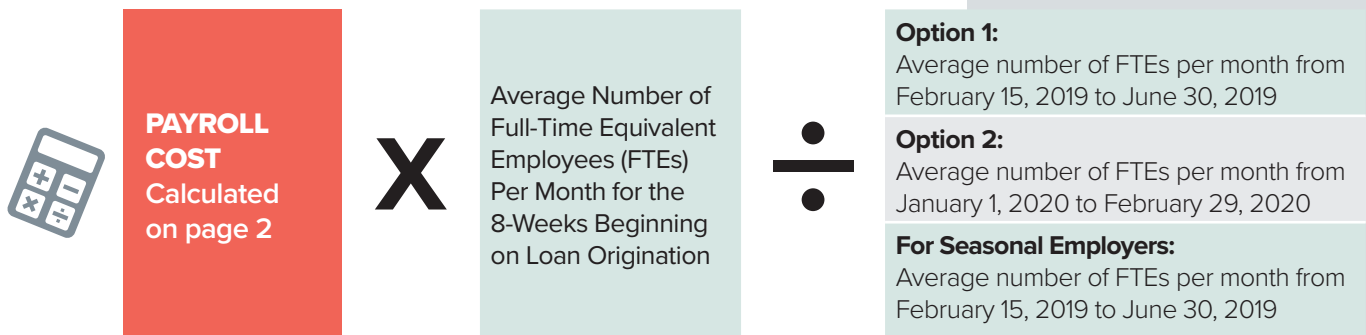 PAYROLL
COST
Calculated
on page 2
X
Average Number of
Full-Time Equivalent
Employees (FTEs)
Per Month for the
8-Weeks Beginning
on Loan Origination
÷
Option 1:
Average number of FTEs per month from
February 15, 2019 to June 30, 2019
Option 2:
Average number of FTEs per month from
January 1, 2020 to February 29, 2020
For Seasonal Employers:
Average number of FTEs per month from
February 15, 2019 to June 30, 2019